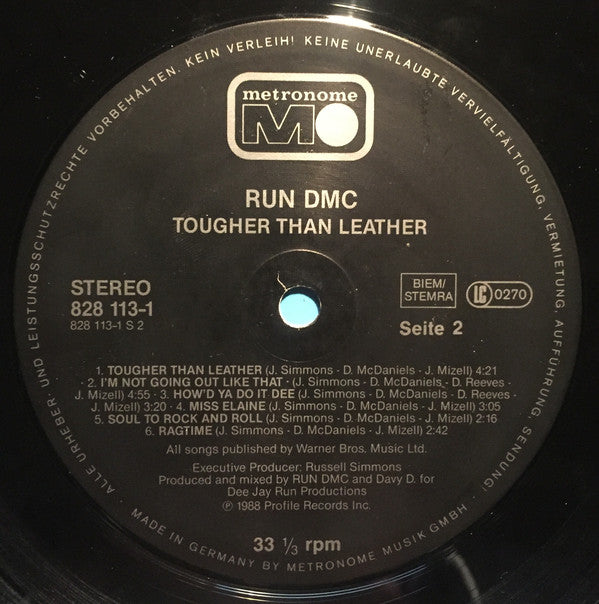 ALLE URHEBER UND LEISTUNGSSCHUTZRECHTE VORBEHALTEN. KEIN VERLEIH! KEINE UNERLAUBTE VERVIELFÄLTIGUNG, VERMIETUNG, AUFFÜHRUNG, SENDUNG!
metronome
M
RUN DMC
TOUGHER THAN LEATHER
STEREO
828 113-1
828 113-1 S 2
BIEM/
STEMRA
LC 0270
Seite 2
1. TOUGHER THAN LEATHER (J. Simmons - D. McDaniels - J. Mizell) 4:21
· 2. I'M NOT GOING OUT LIKE THAT · (J. Simmons - D. McDaniels - D. Reeves -
J. Mizell) 4:55 · 3. HOW'D YA DO IT DEE (J. Simmons - D. McDaniels - D. Reeves -
J. Mizell) 3:20 · 4. MISS ELAINE (J. Simmons - D. McDaniels - J. Mizell) 3:05
5. SOUL TO ROCK AND ROLL (J. Simmons - D. McDaniels - J. Mizell) 2:16
6. RAGTIME (J. Simmons - D. McDaniels - J. Mizell) 2:42
All songs published by Warner Bros. Music Ltd.
Executive Producer: Russell Simmons
Produced and mixed by RUN DMC and Davy D. for
Dee Jay Run Productions
℗ 1988 Profile Records Inc.
33 ⅓ rpm
· MADE IN GERMANY BY METRONOME MUSIK GMBH ·